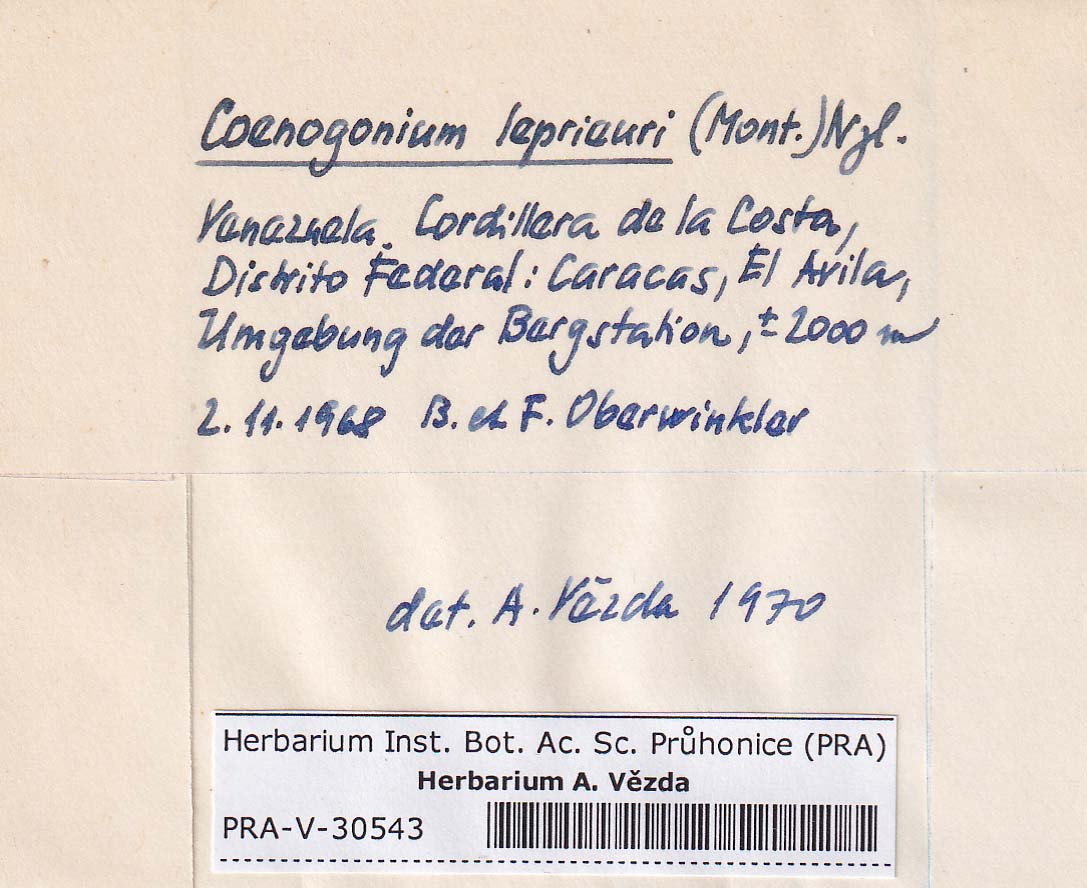 Coenogonium leprieuri (Mont.) Nyl.
Venezuela. Cordillera de la Costa,
Distrito Federal: Caracas, El Avila,
Umgebung der Bergstation, ± 2000 m
2.11.1968 B. et F. Oberwinkler
det. A. Vězda 1970
Herbarium Inst. Bot. Ac. Sc. Průhonice (PRA)
Herbarium A. Vězda
PRA-V-30543